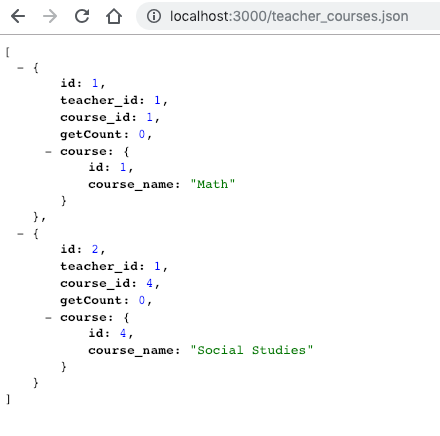 localhost:3000/teacher_courses.json
[
– {
id: 1,
teacher_id: 1,
course_id: 1,
getCount: 0,
– course: {
id: 1,
course_name: "Math"
}
},
– {
id: 2,
teacher_id: 1,
course_id: 4,
getCount: 0,
– course: {
id: 4,
course_name: "Social Studies"
}
}
]